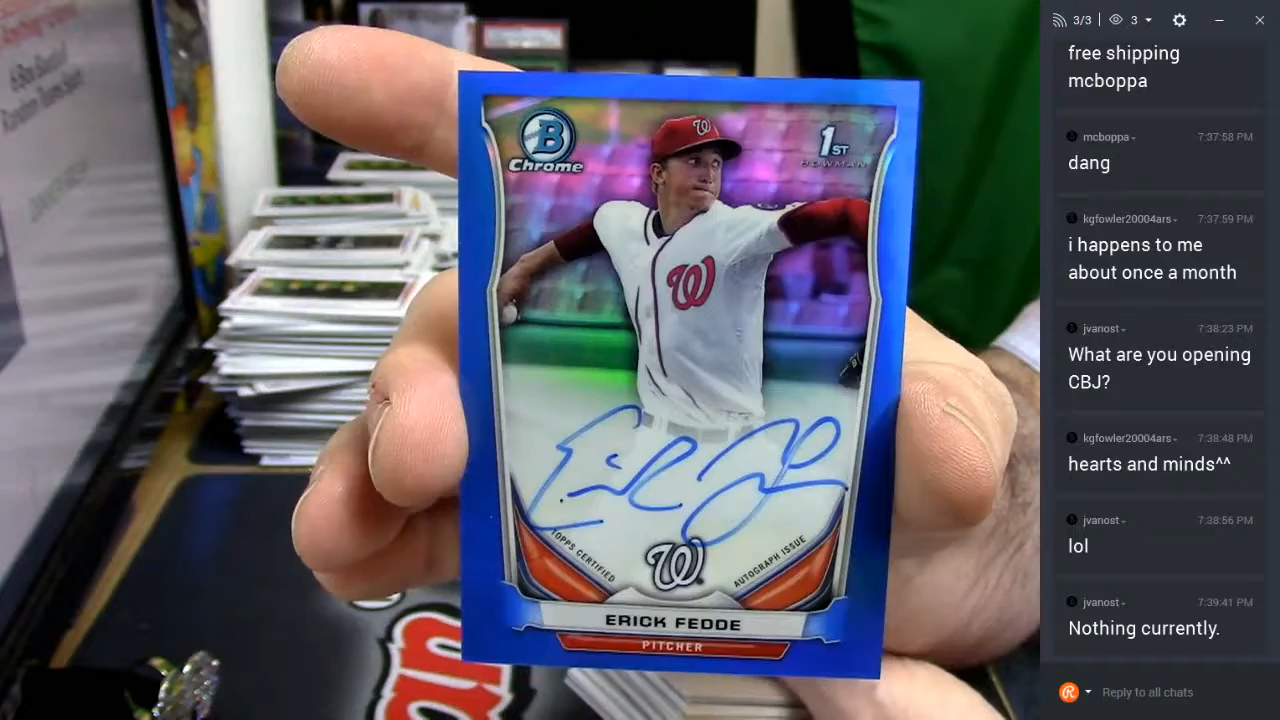 B
Chrome
1ST
BOWMAN
W
W
Erick Fedde
TOPPS CERTIFIED
AUTOGRAPH ISSUE
W
ERICK FEDDE
PITCHER
3/3
3
free shipping
mcboppa
mcboppa
7:37:58 PM
dang
kgfowler20004ars
7:37:59 PM
i happens to me
about once a month
jvanost
7:38:23 PM
What are you opening
CBJ?
kgfowler20004ars
7:38:48 PM
hearts and minds^^
jvanost
7:38:56 PM
lol
jvanost
7:39:41 PM
Nothing currently.
Reply to all chats